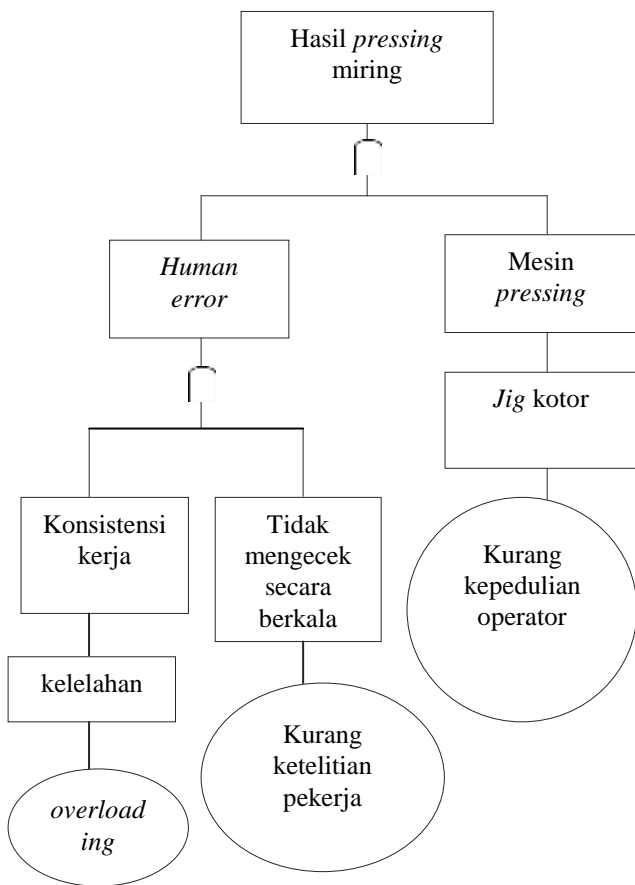 Hasil pressing
miring
Human
error
Mesin
pressing
Jig kotor
Konsistensi
kerja
Tidak
mengecek
secara
berkala
Kurang
kepedulian
operator
kelelahan
Kurang
ketelitian
pekerja
overload
ing